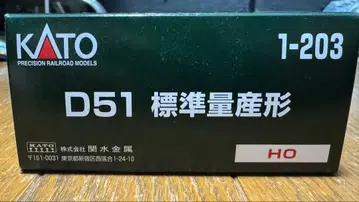 KATO
PRECISION RAILROAD MODELS
1-203
D51 標準量産形
KATO
株式会社 関水金属
〒161-0031 東京都新宿区西落合1-24-10
HO